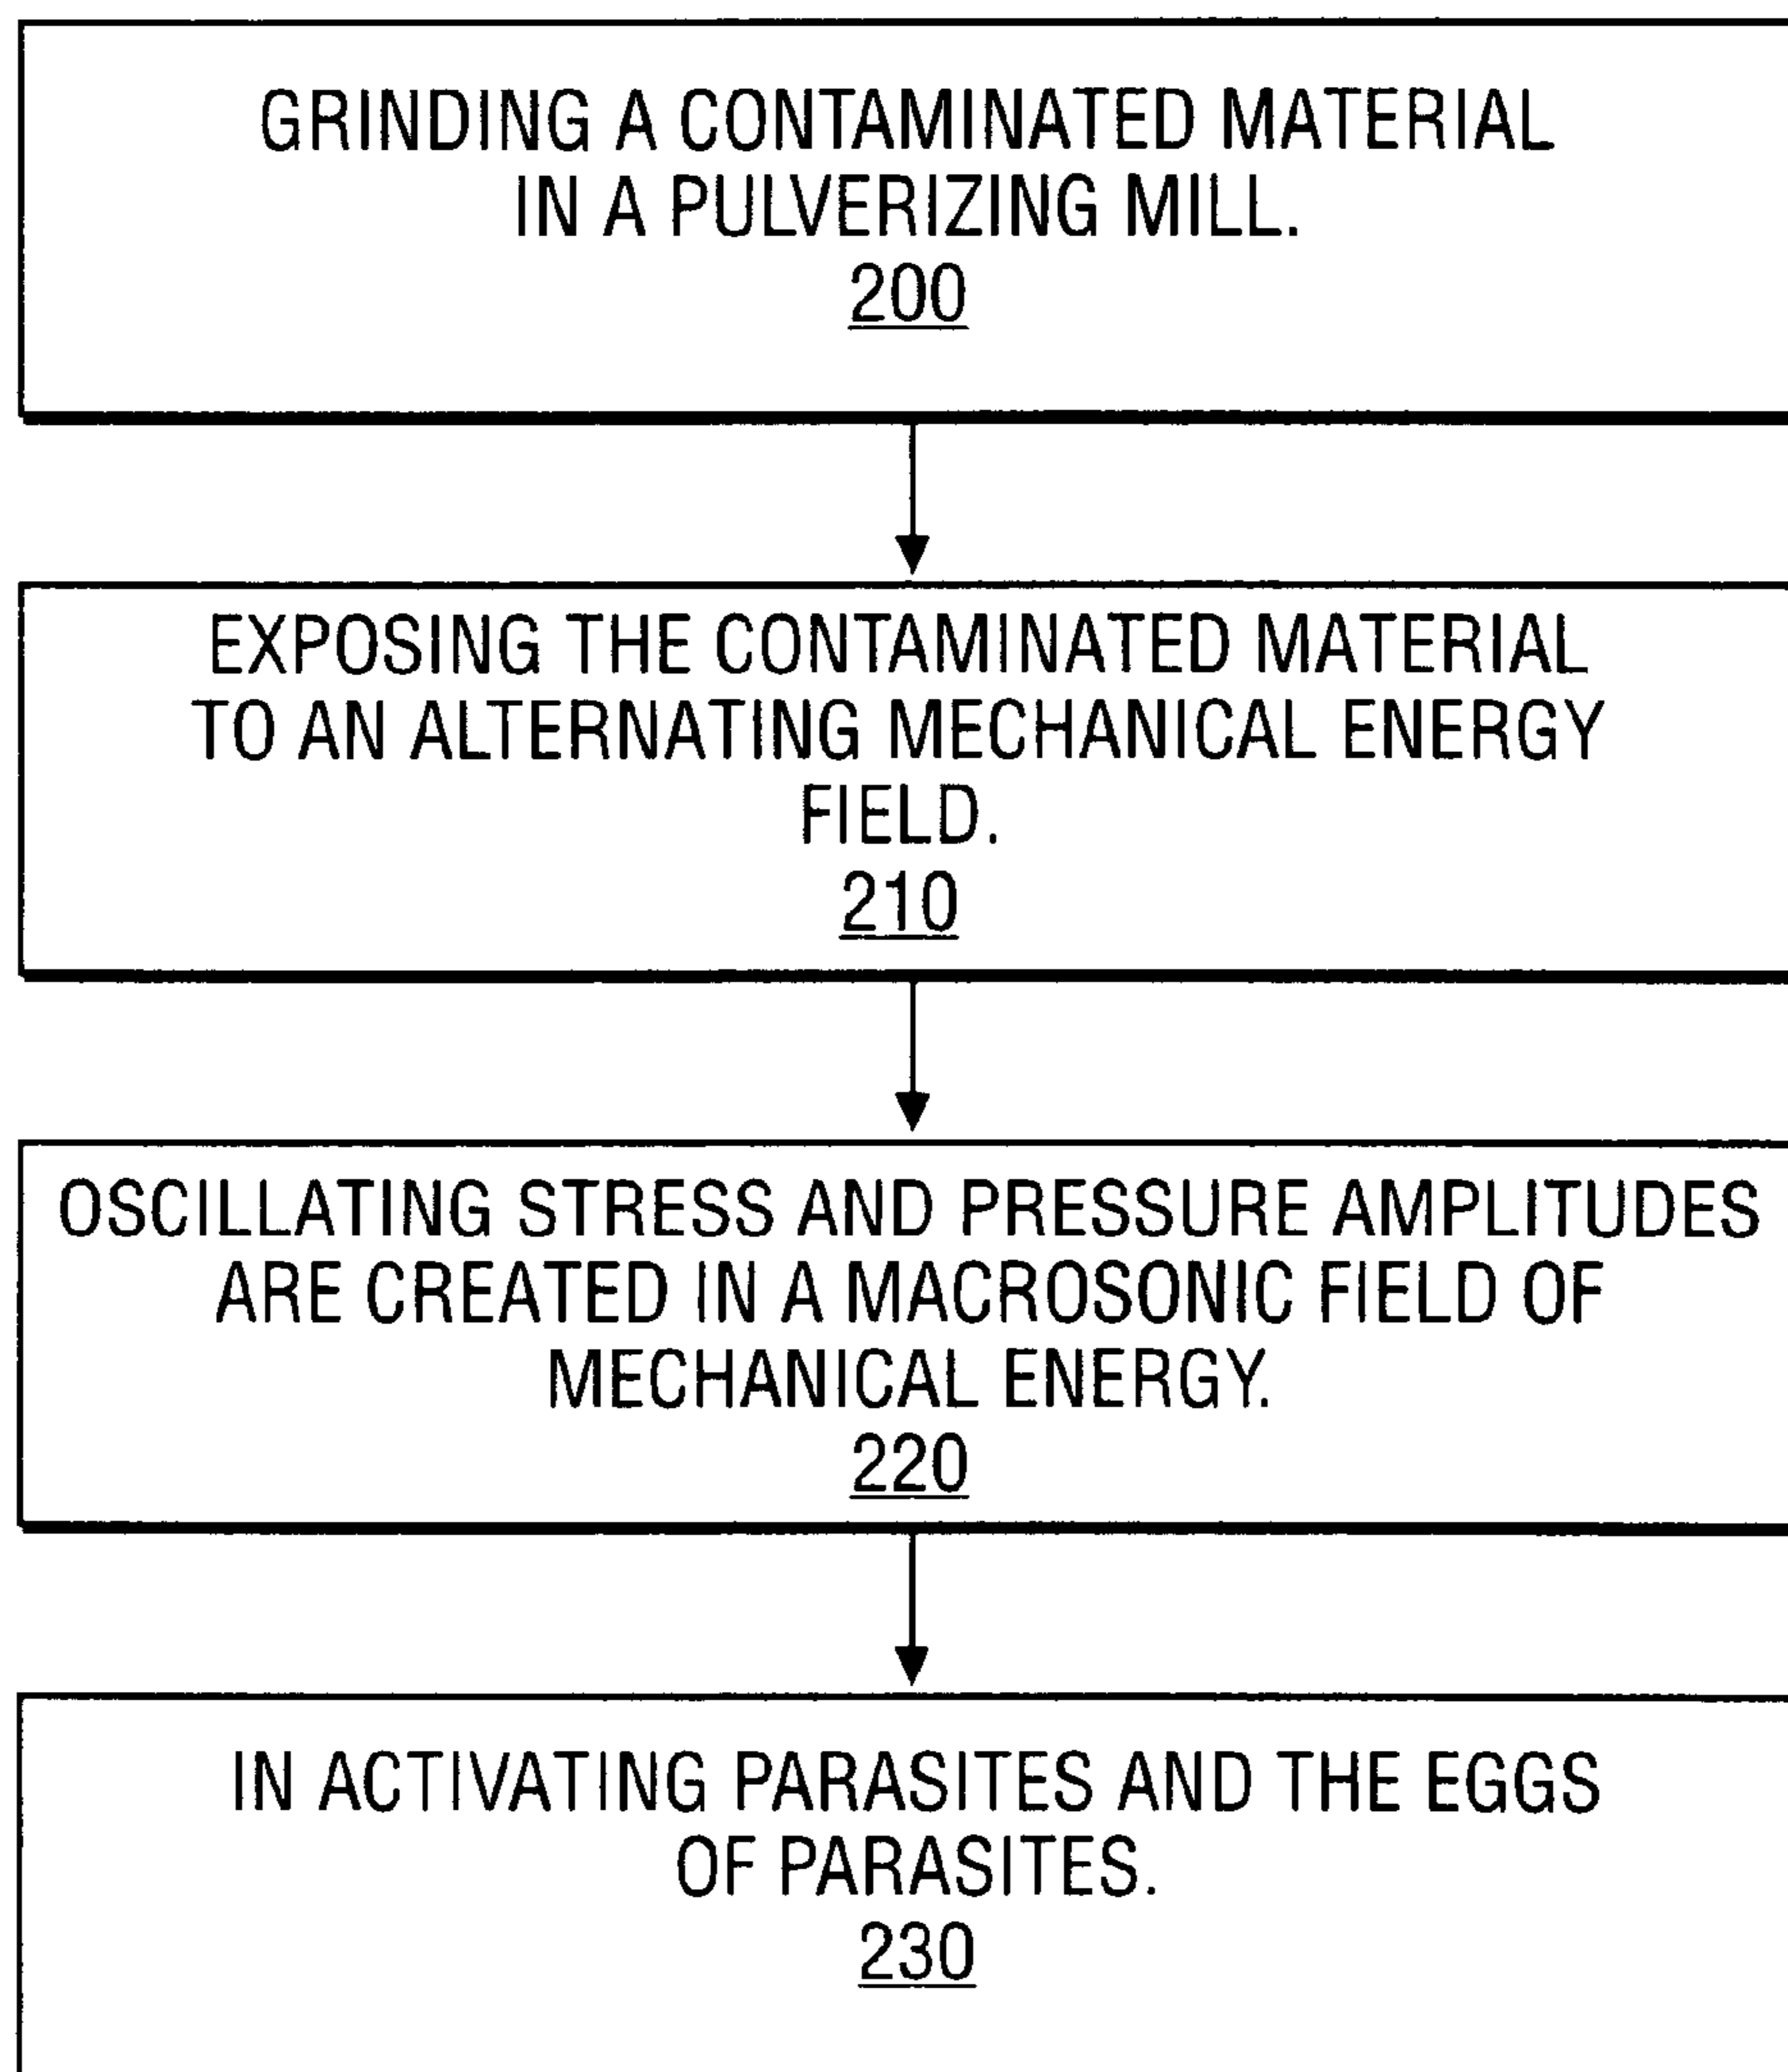 GRINDING A CONTAMINATED MATERIAL
IN A PULVERIZING MILL.
200
EXPOSING THE CONTAMINATED MATERIAL
TO AN ALTERNATING MECHANICAL ENERGY
FIELD.
210
OSCILLATING STRESS AND PRESSURE AMPLITUDES
ARE CREATED IN A MACROSONIC FIELD OF
MECHANICAL ENERGY.
220
IN ACTIVATING PARASITES AND THE EGGS
OF PARASITES.
230